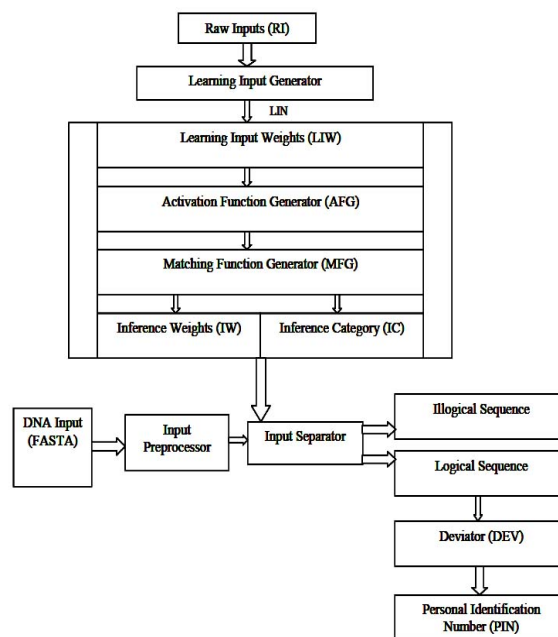 Raw Inputs (RI)
Learning Input Generator
LIN
Learning Input Weights (LIW)
Activation Function Generator (AFG)
Matching Function Generator (MFG)
Inference Weights (IW)
Inference Category (IC)
DNA Input
(FASTA)
Input
Preprocessor
Input Separator
Illogical Sequence
Logical Sequence
Deviator (DEV)
Personal Identification
Number (PIN)